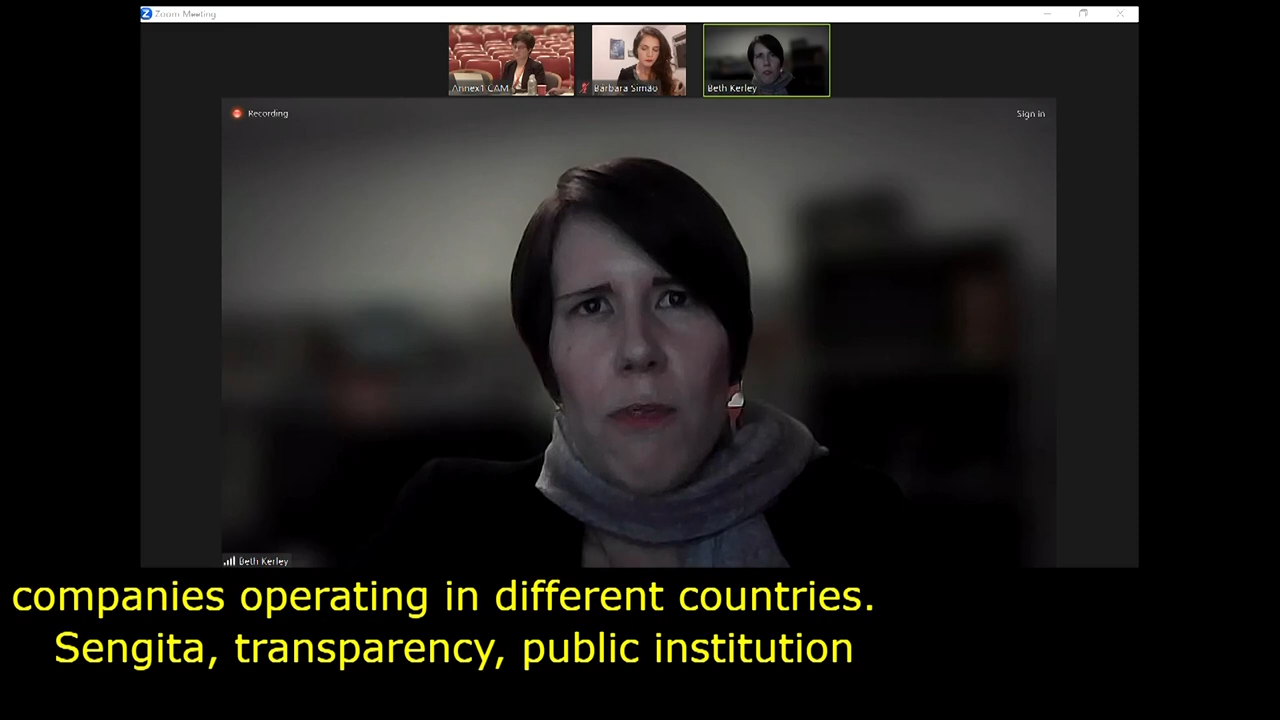 Zoom Meeting
Annex1 CAM
Bárbara Simão
Beth Kerley
Recording
Sign in
Beth Kerley
companies operating in different countries.
Sengita, transparency, public institution